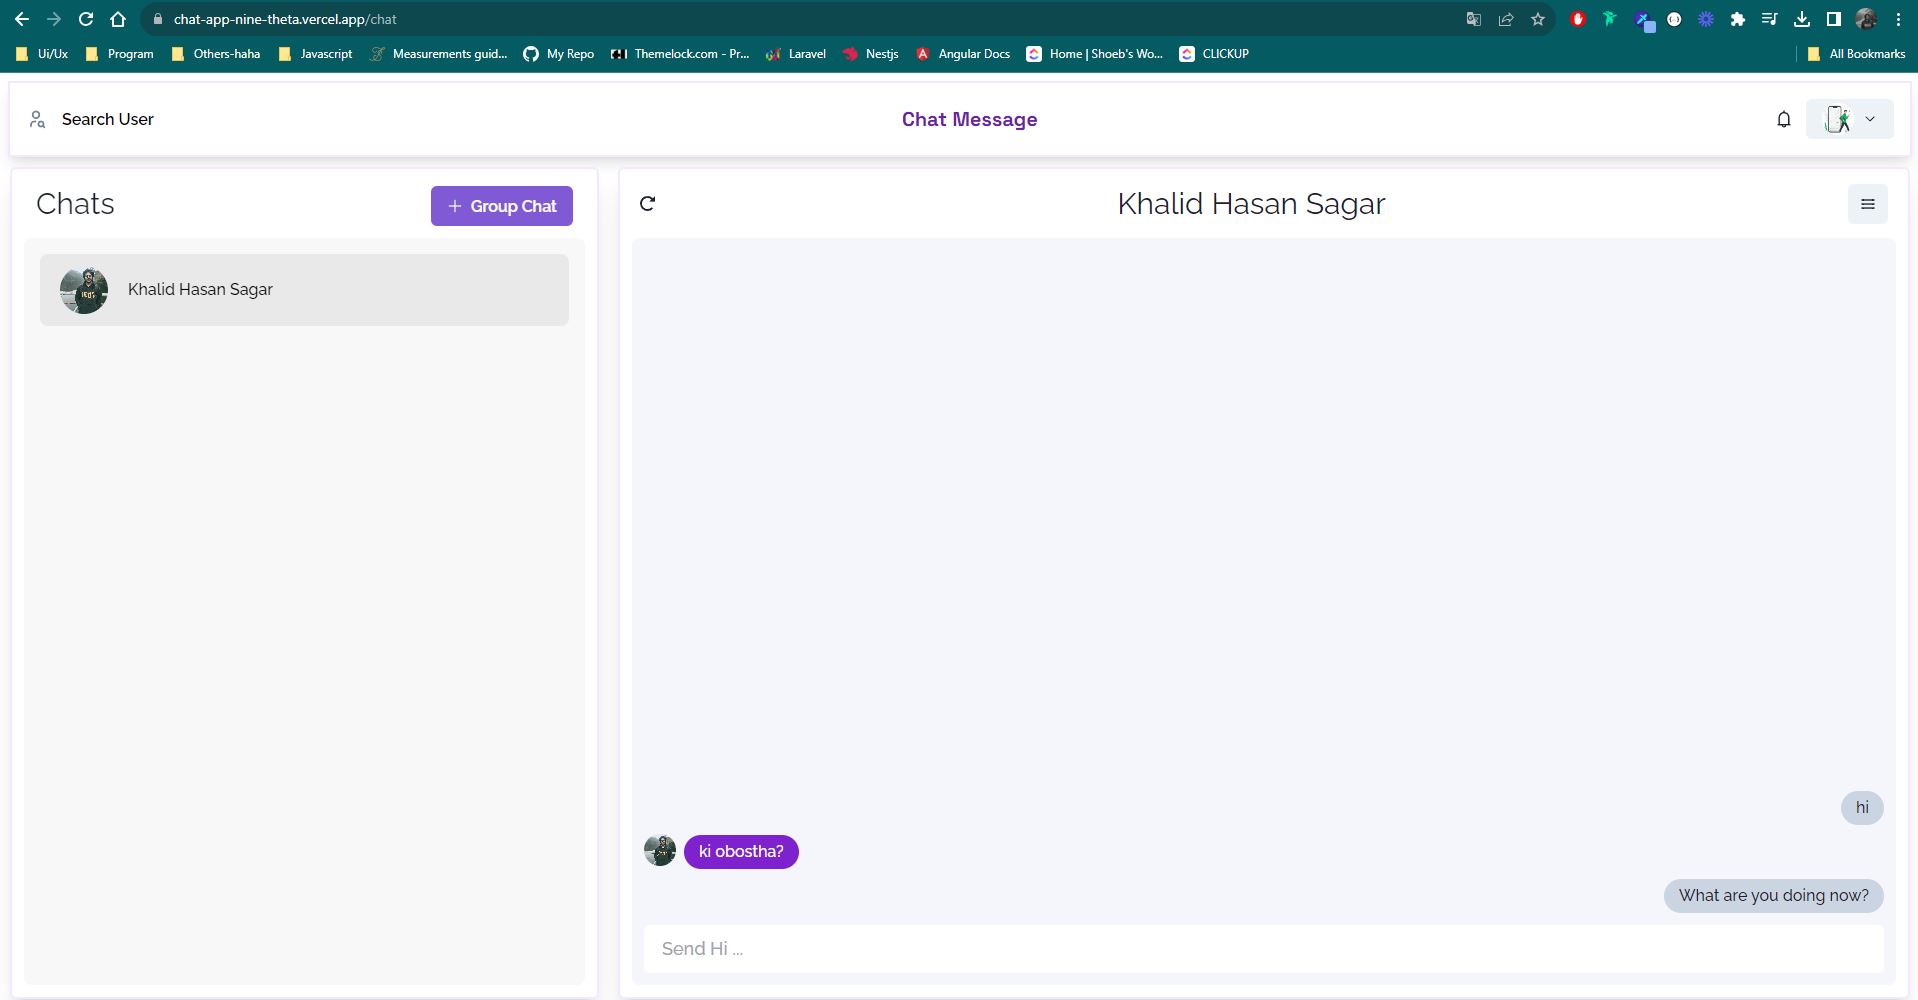 chat-app-nine-theta.vercel.app/chat
Ui/Ux Program Others-haha Javascript Measurements guid... My Repo Themelock.com - Pr... Laravel Nestjs Angular Docs Home | Shoeb's Wo... CLICKUP All Bookmarks
Search User Chat Message
Chats + Group Chat
Khalid Hasan Sagar
Khalid Hasan Sagar
hi
ki obostha?
What are you doing now?
Send Hi ...